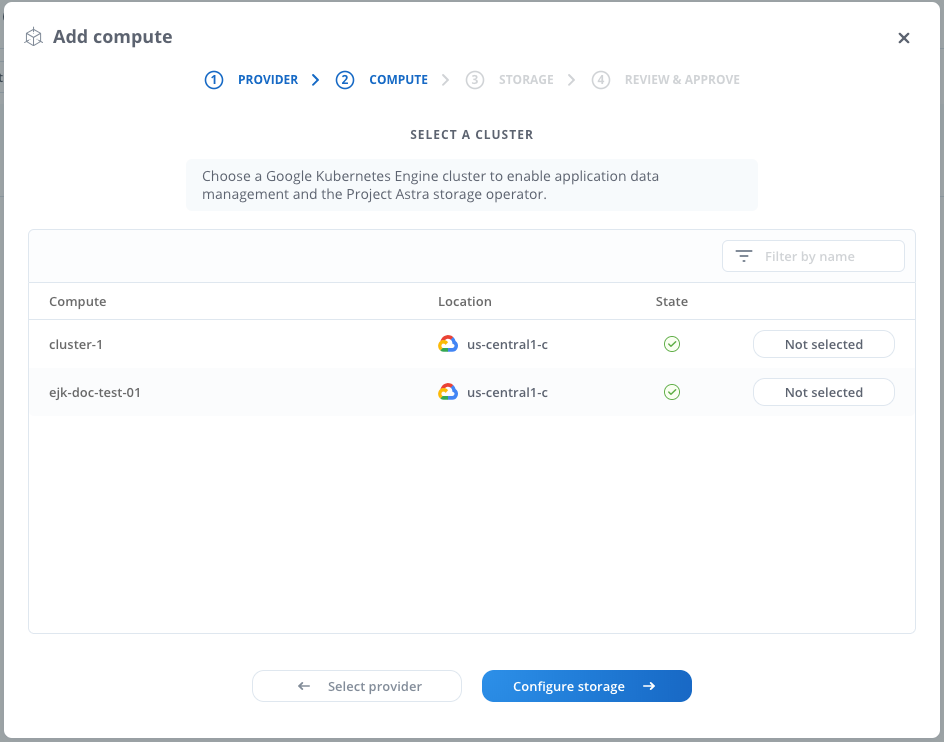 Add compute
1 PROVIDER 2 COMPUTE 3 STORAGE 4 REVIEW & APPROVE
SELECT A CLUSTER
Choose a Google Kubernetes Engine cluster to enable application data
management and the Project Astra storage operator.
Filter by name
Compute Location State
cluster-1 us-central1-c Not selected
ejk-doc-test-01 us-central1-c Not selected
Select provider Configure storage